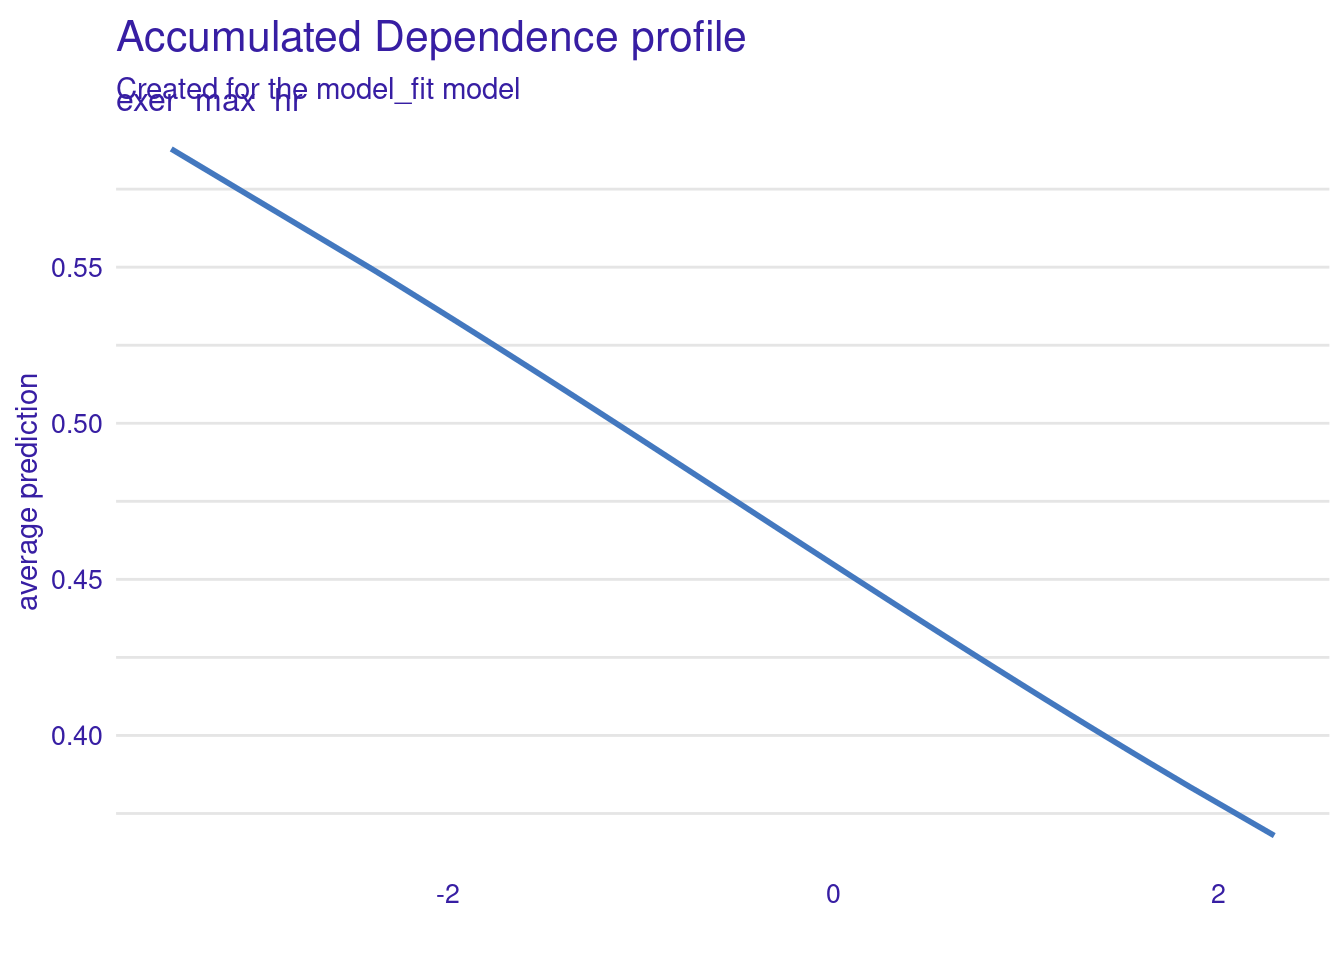 Accumulated Dependence profile
Created for the model_fit model
exer_max_hr
average prediction
0.55
0.50
0.45
0.40
-2 0 2